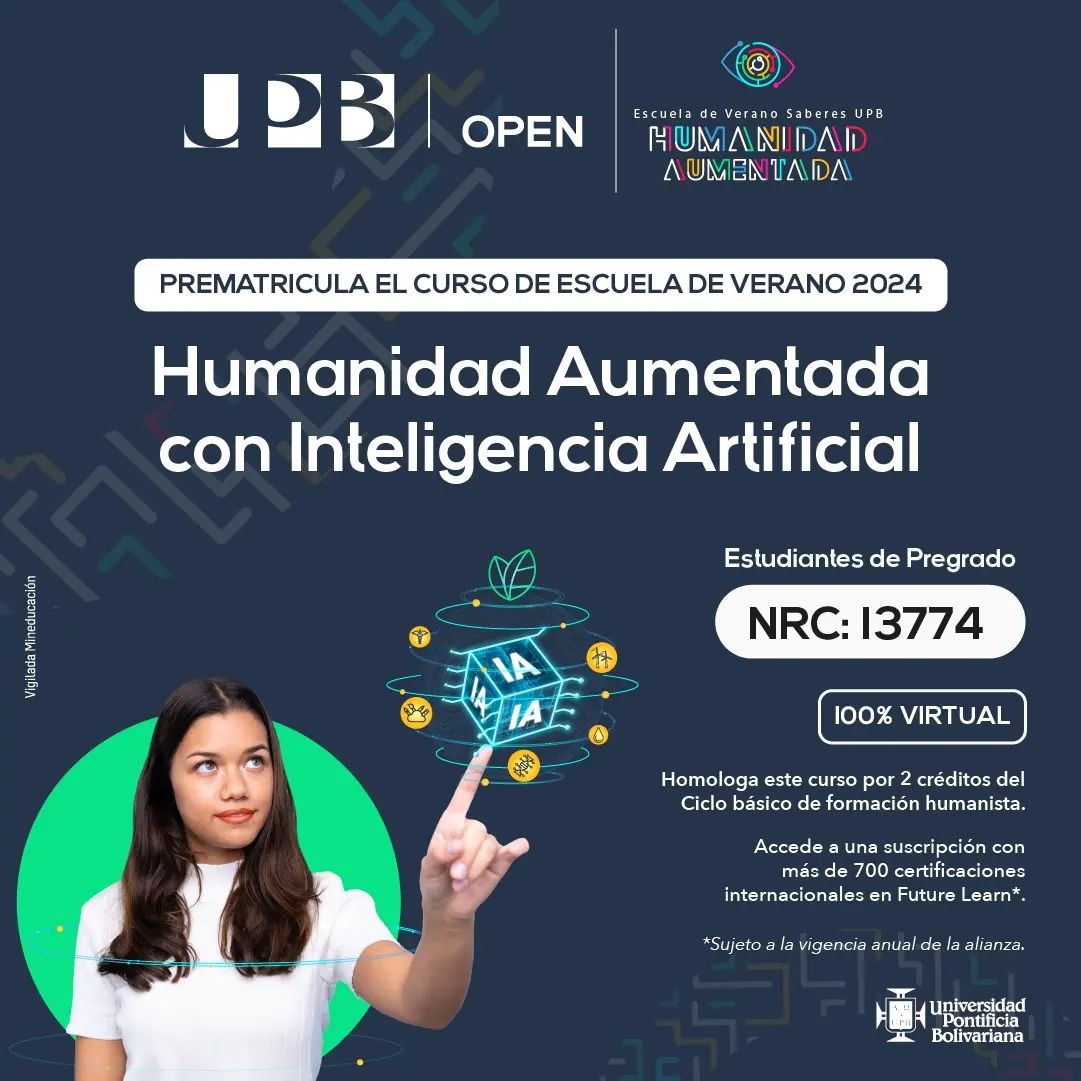 UPB
OPEN
Escuela de Verano Saberes UPB
HUMANIDAD
AUMENTADA
PREMATRICULA EL CURSO DE ESCUELA DE VERANO 2024
Humanidad Aumentada
con Inteligencia Artificial
Estudiantes de Pregrado
NRC: 13774
100% VIRTUAL
Homologa este curso por 2 créditos del
Ciclo básico de formación humanista.
Accede a una suscripción con
más de 700 certificaciones
internacionales en Future Learn*.
*Sujeto a la vigencia anual de la alianza.
Vigilada Mineducación
IA
IA
IA
UPB
Universidad
Pontificia
Bolivariana